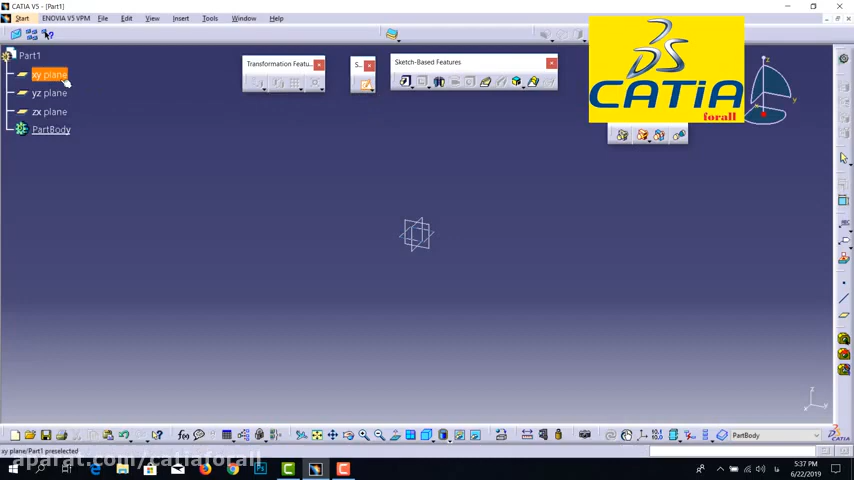 CATIA V5 - [Part1]
Start
ENOVIA V5 VPM
File
Edit
View
Insert
Tools
Window
Help
Part1
xy plane
yz plane
zx plane
PartBody
Transformation Featu...
S...
Sketch-Based Features
CATiA
forall
z
y
x
z
x
y
f(x)
PartBody
xy plane/Part1 preselected
aparat.com/catiaforall
5:37 PM
6/22/2019